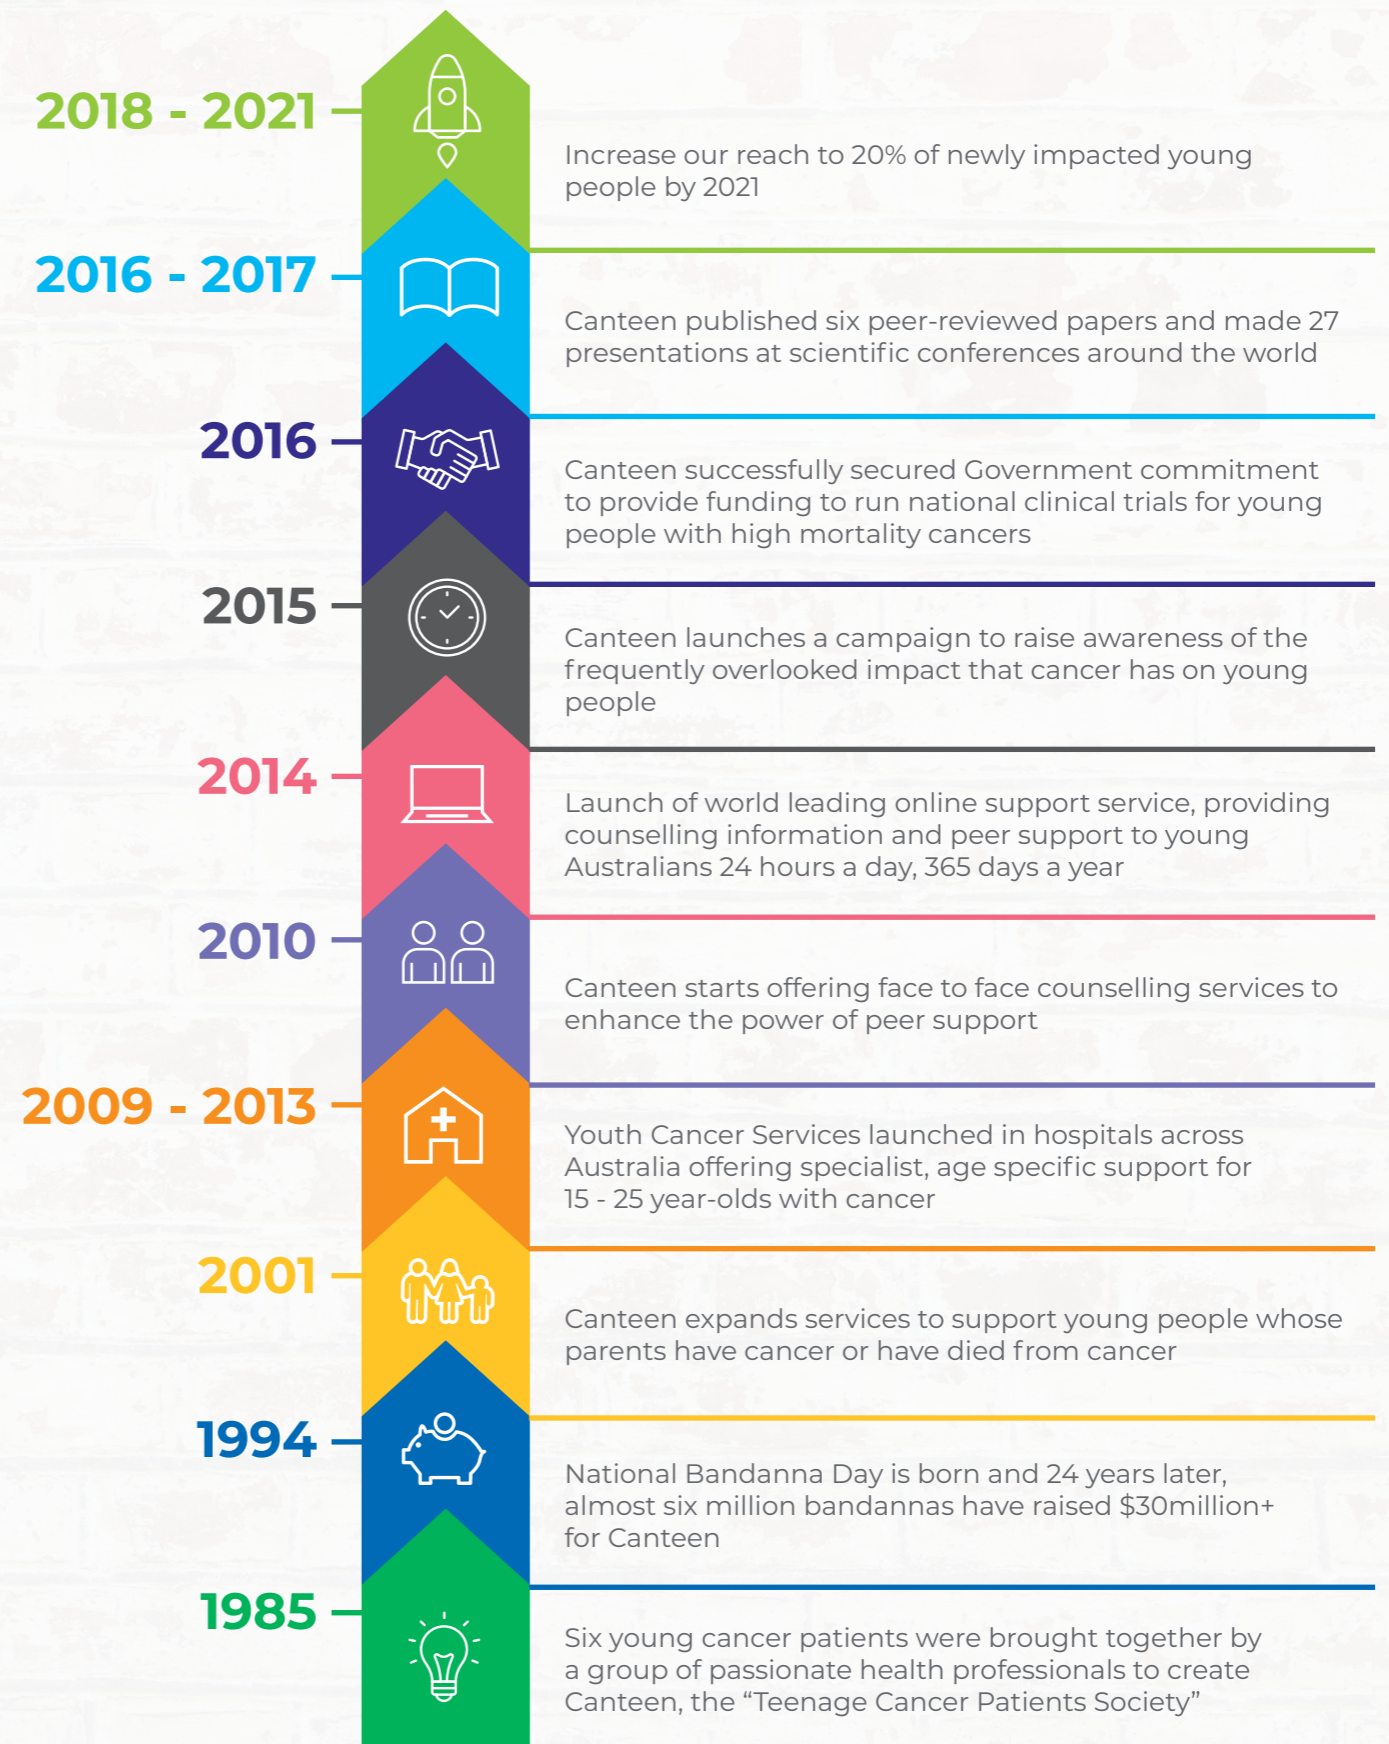 2018 - 2021
Increase our reach to 20% of newly impacted young
people by 2021
2016 - 2017
Canteen published six peer-reviewed papers and made 27
presentations at scientific conferences around the world
2016
Canteen successfully secured Government commitment
to provide funding to run national clinical trials for young
people with high mortality cancers
2015
Canteen launches a campaign to raise awareness of the
frequently overlooked impact that cancer has on young
people
2014
Launch of world leading online support service, providing
counselling information and peer support to young
Australians 24 hours a day, 365 days a year
2010
Canteen starts offering face to face counselling services to
enhance the power of peer support
2009 - 2013
Youth Cancer Services launched in hospitals across
Australia offering specialist, age specific support for
15 - 25 year-olds with cancer
2001
Canteen expands services to support young people whose
parents have cancer or have died from cancer
1994
National Bandanna Day is born and 24 years later,
almost six million bandannas have raised $30million+
for Canteen
1985
Six young cancer patients were brought together by
a group of passionate health professionals to create
Canteen, the “Teenage Cancer Patients Society”